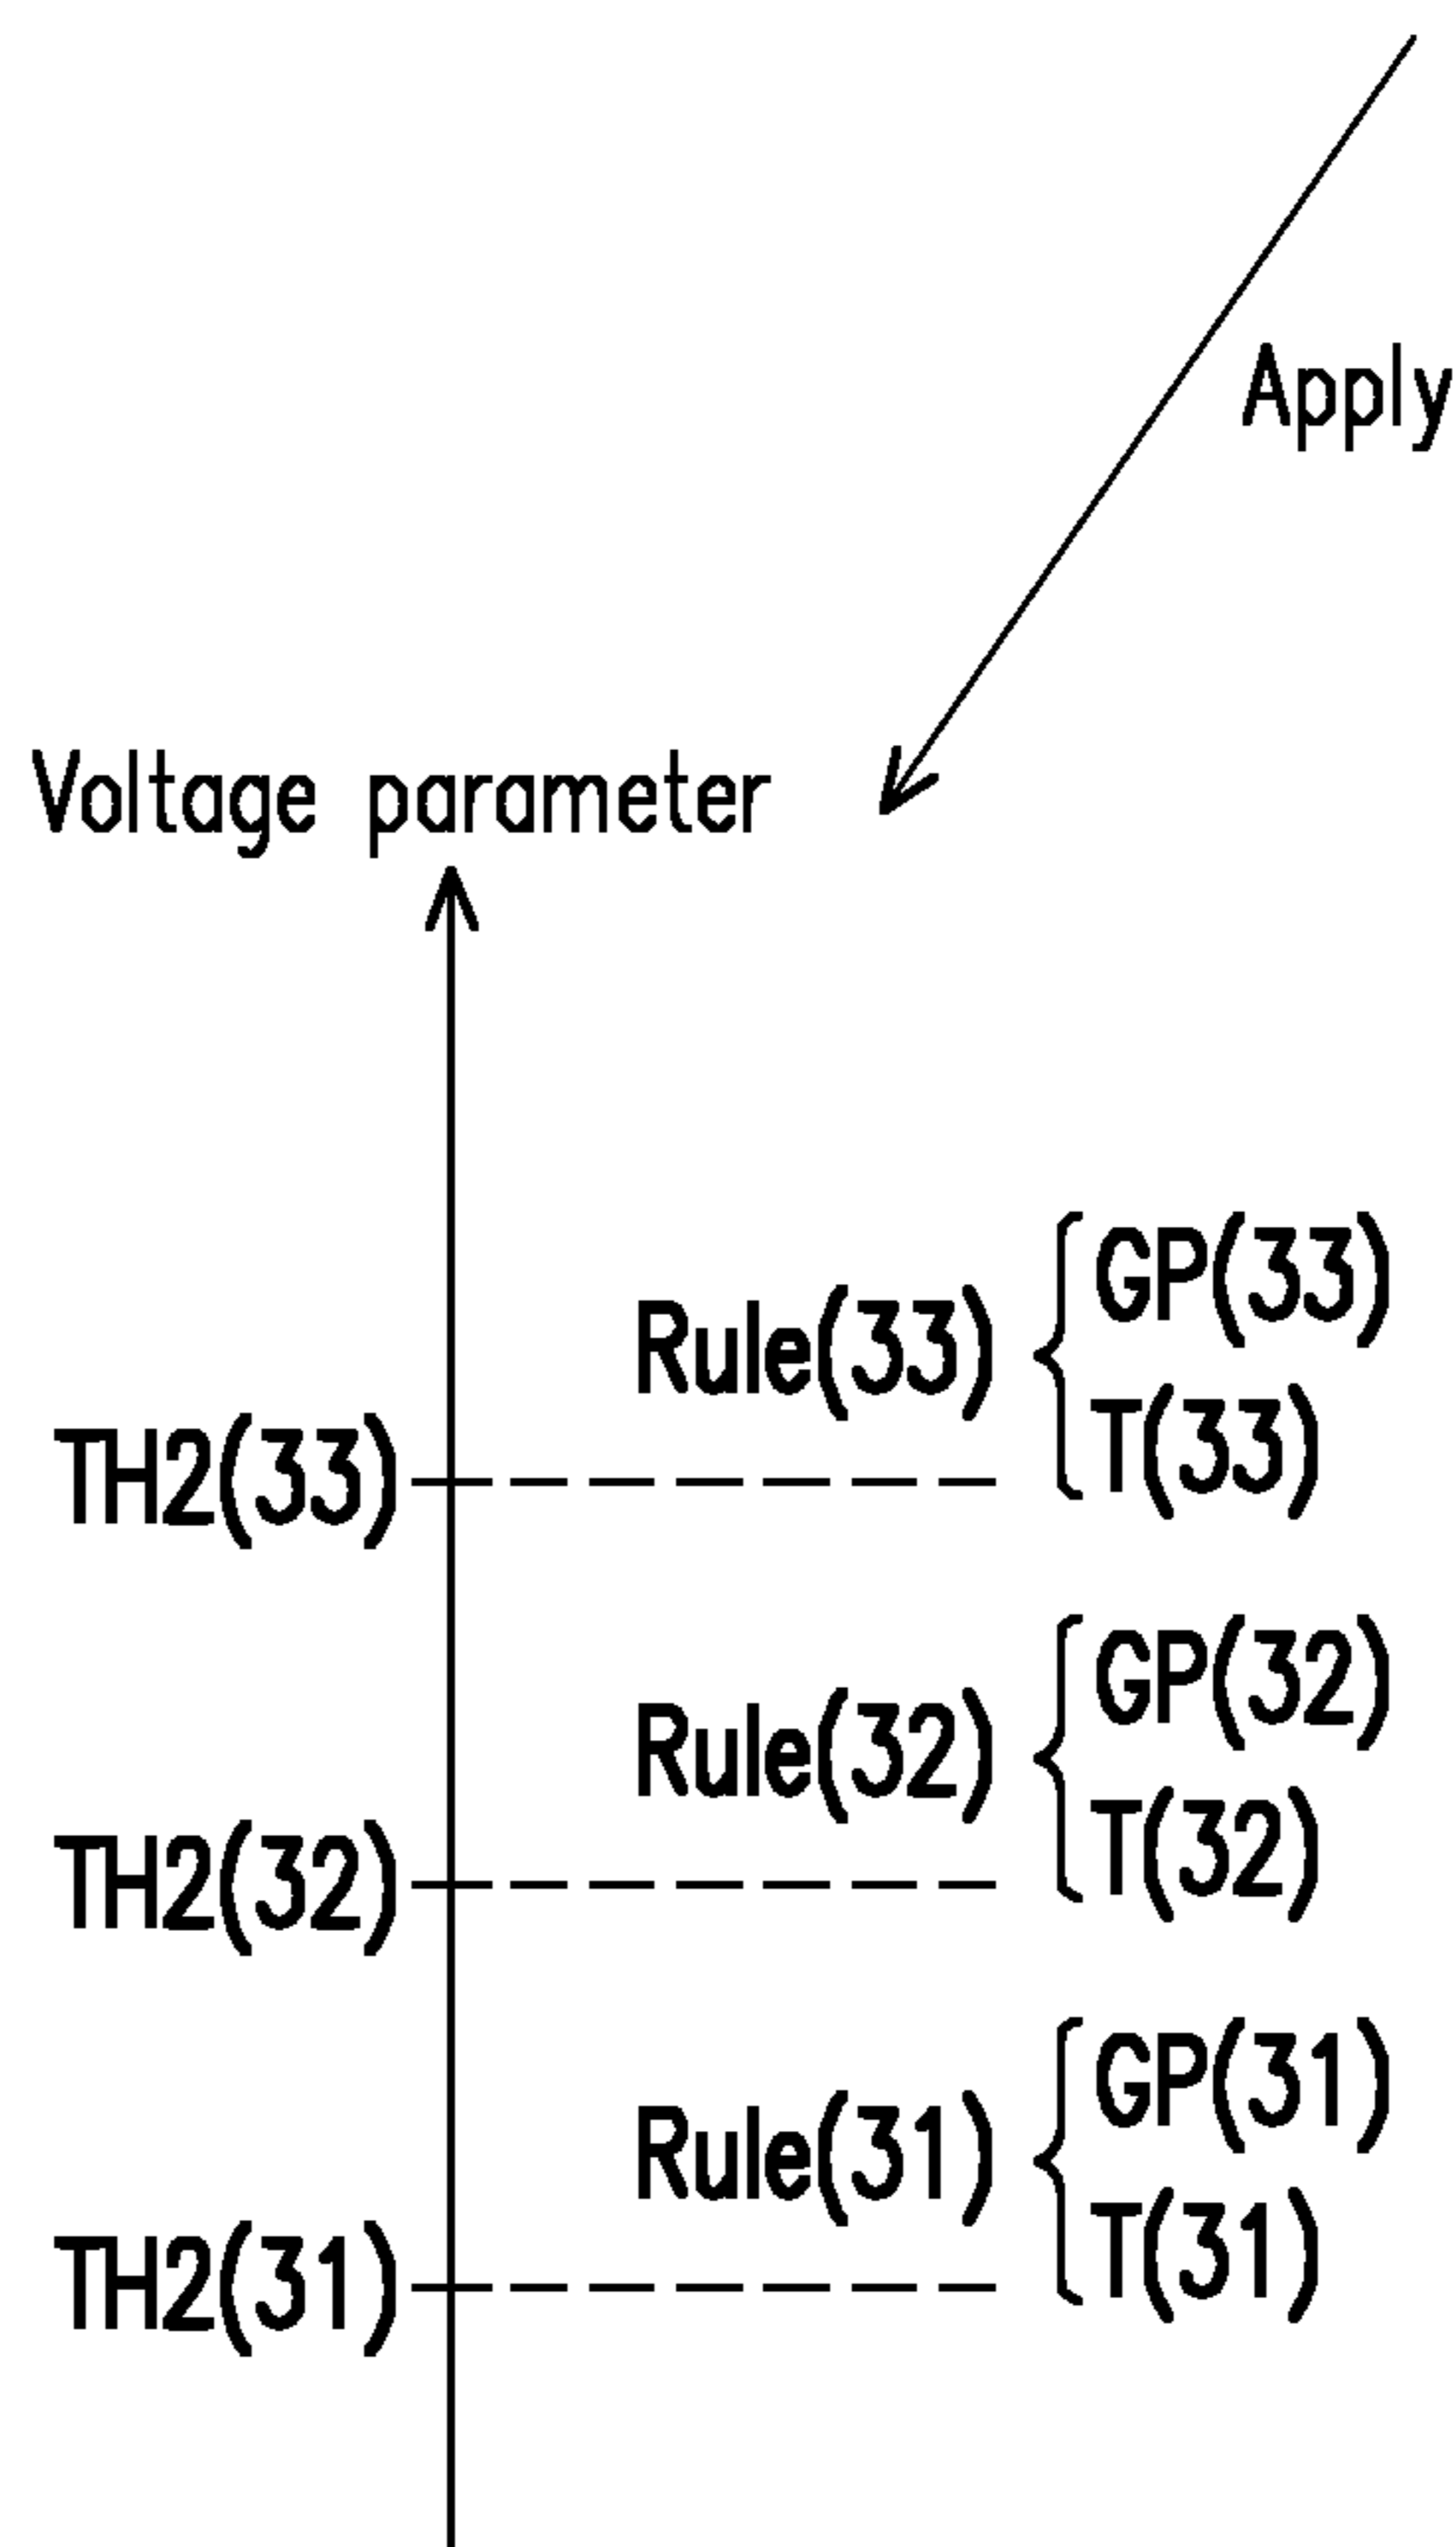 Apply
Voltage parameter
GP(33)
Rule(33)
T(33)
TH2(33)
GP(32)
Rule(32)
T(32)
TH2(32)
GP(31)
Rule(31)
T(31)
TH2(31)